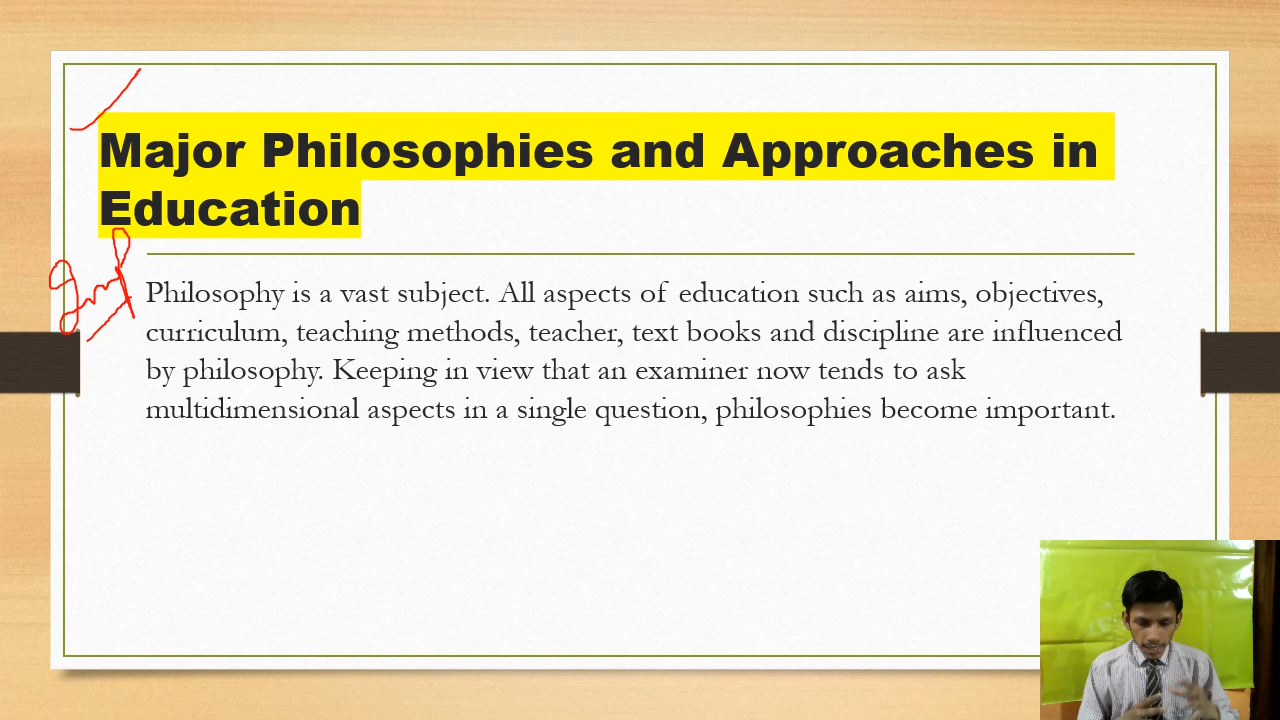 Major Philosophies and Approaches in
Education
Imp
Philosophy is a vast subject. All aspects of education such as aims, objectives,
curriculum, teaching methods, teacher, text books and discipline are influenced
by philosophy. Keeping in view that an examiner now tends to ask
multidimensional aspects in a single question, philosophies become important.